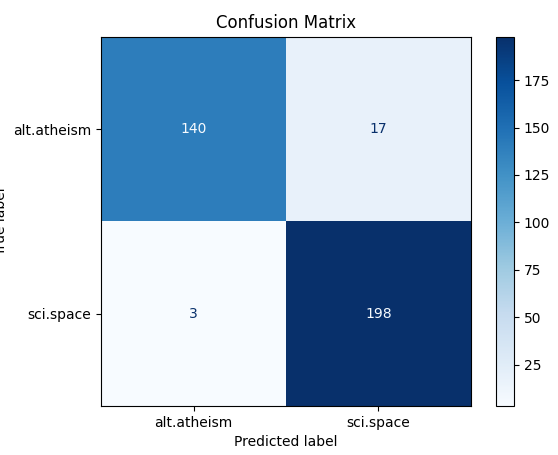 Confusion Matrix
alt.atheism
140
17
sci.space
3
198
alt.atheism
sci.space
Predicted label
label
175
150
125
100
75
50
25